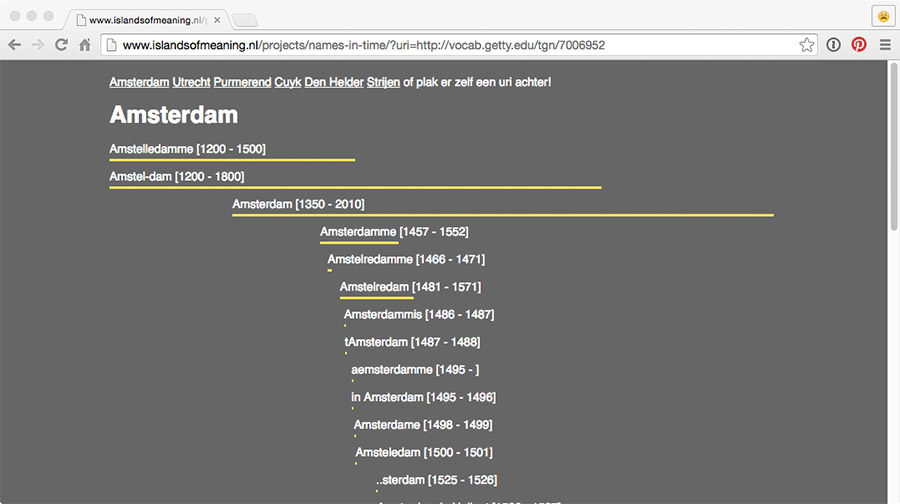 www.islandsofmeaning.nl/p
www.islandsofmeaning.nl/projects/names-in-time/?uri=http://vocab.getty.edu/tgn/7006952
Amsterdam Utrecht Purmerend Cuyk Den Helder Strijen of plak er zelf een uri achter!
Amsterdam
Amstelledamme [1200 - 1500]
Amstel-dam [1200 - 1800]
Amsterdam [1350 - 2010]
Amsterdamme [1457 - 1552]
Amstelredamme [1466 - 1471]
Amstelredam [1481 - 1571]
Amsterdammis [1486 - 1487]
tAmsterdam [1487 - 1488]
aemsterdamme [1495 - ]
in Amsterdam [1495 - 1496]
Amsterdame [1498 - 1499]
Amsteledam [1500 - 1501]
..sterdam [1525 - 1526]